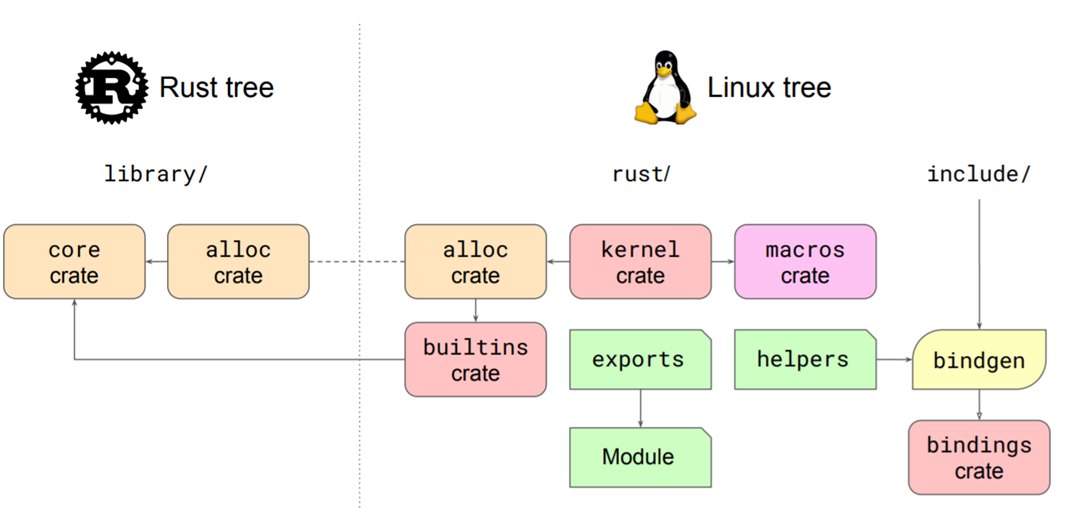 R
Rust tree
Linux tree
library/
rust/
include/
core
crate
alloc
crate
alloc
crate
kernel
crate
macros
crate
builtins
crate
exports
helpers
bindgen
Module
bindings
crate